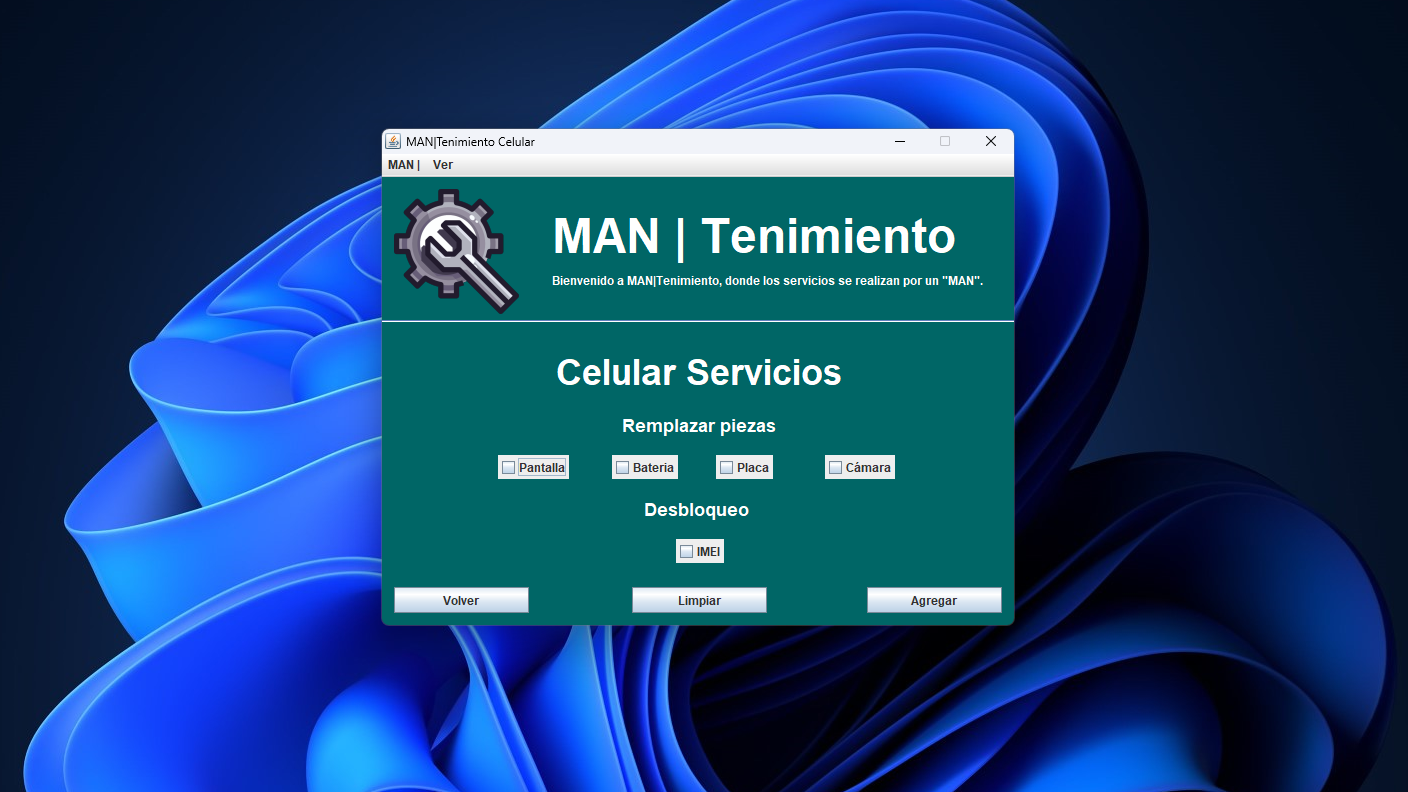 MAN|Tenimiento Celular
MAN | Ver
MAN | Tenimiento
Bienvenido a MAN|Tenimiento, donde los servicios se realizan por un "MAN".
Celular Servicios
Remplazar piezas
Pantalla Bateria Placa Cámara
Desbloqueo
IMEI
Volver Limpiar Agregar